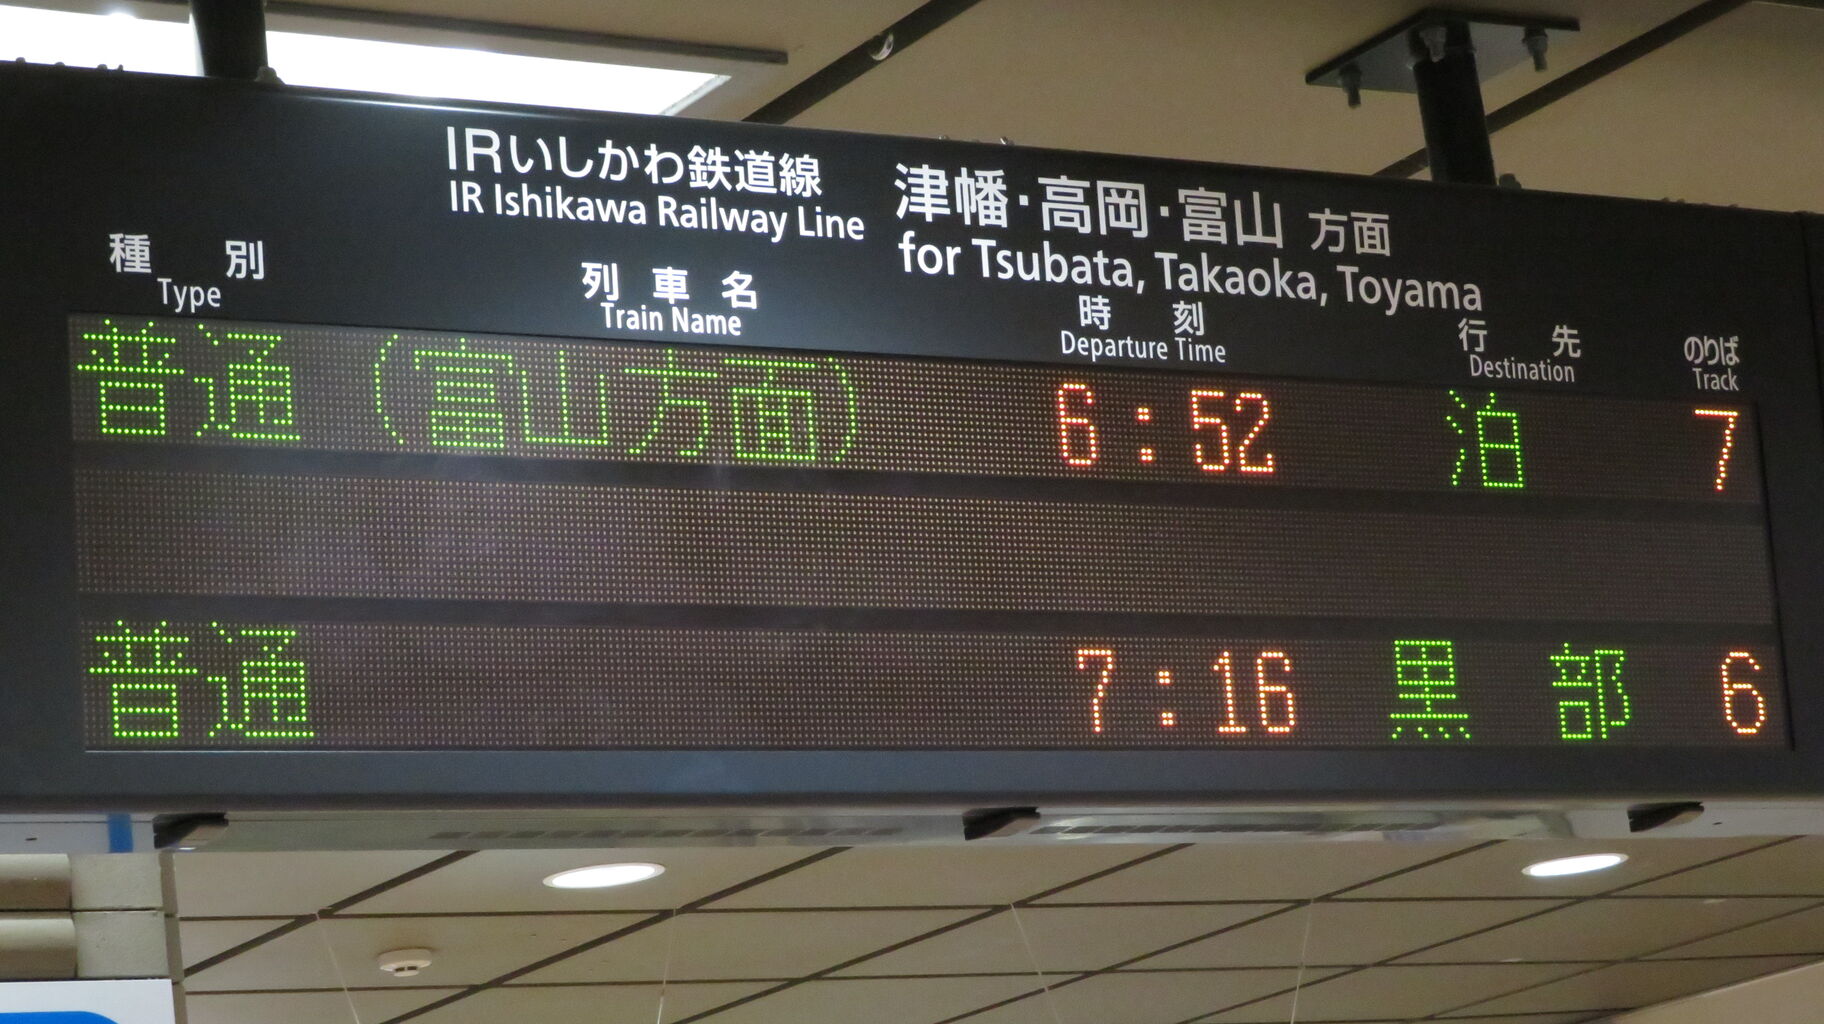 IRいしかわ鉄道線 津幡・高岡・富山 方面
IR Ishikawa Railway Line for Tsubata, Takaoka, Toyama
種別 列車名 時刻 行先 のりば
Type Train Name Departure Time Destination Track
普通(富山方面) 6:52 泊 7
普通 7:16 黒部 6